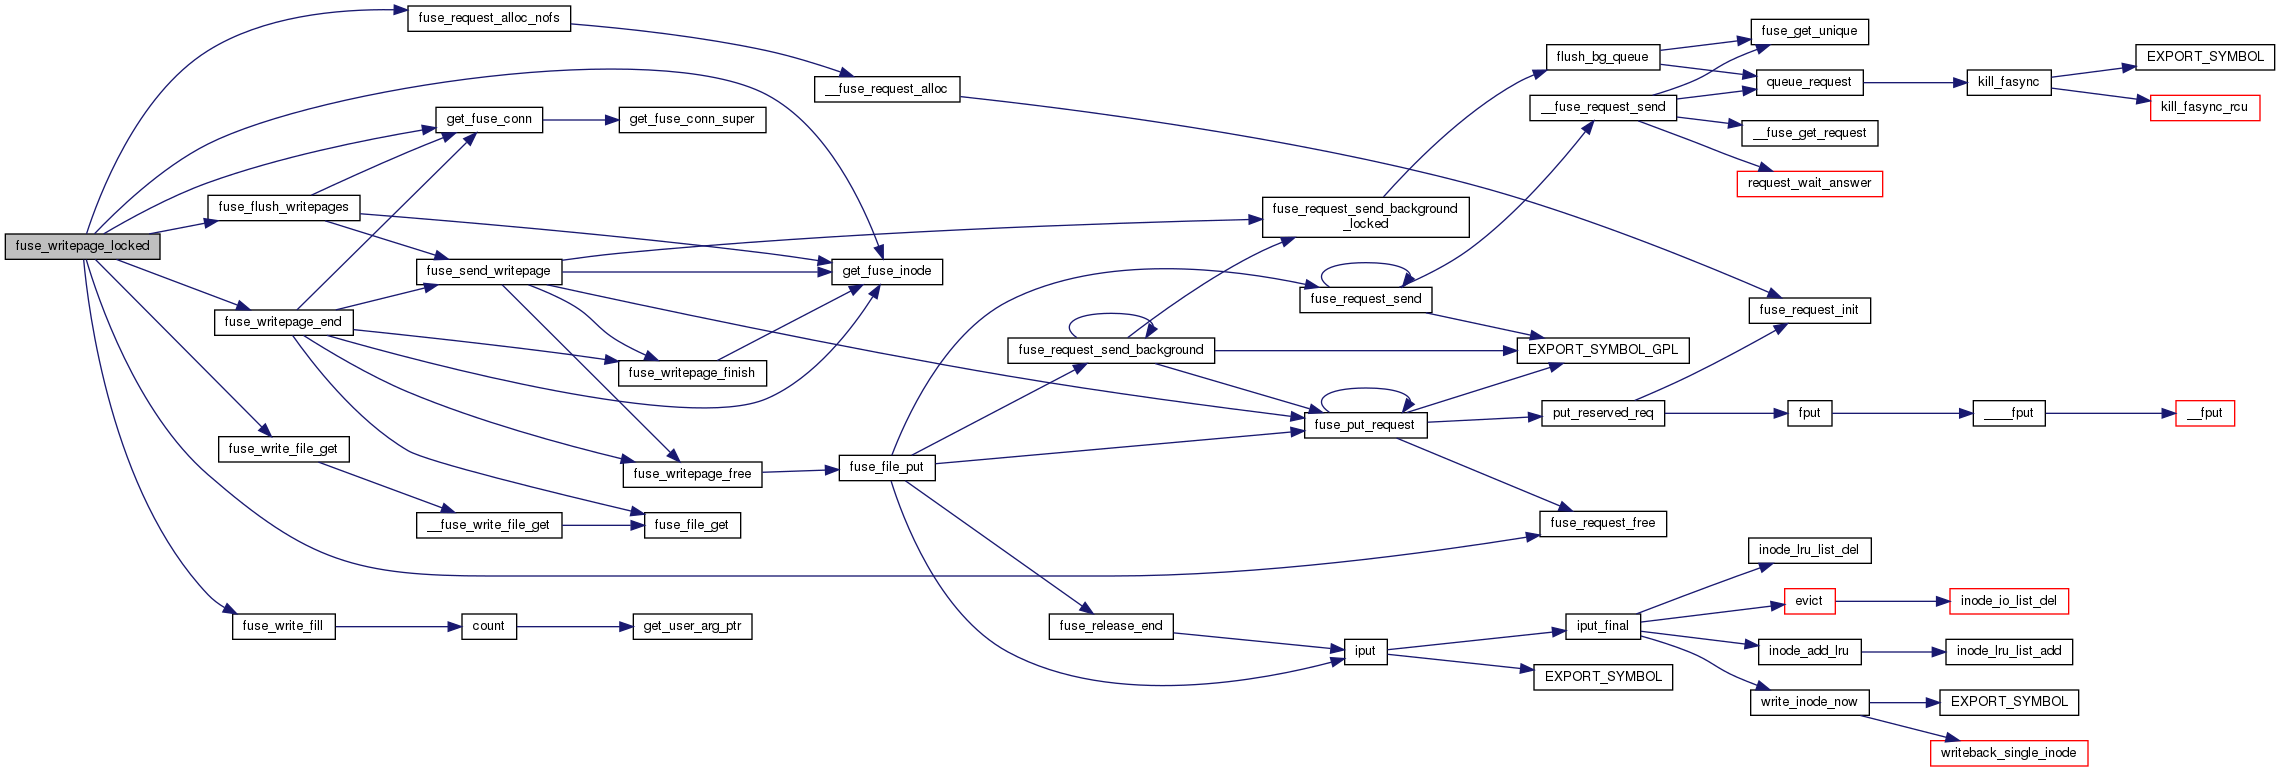 fuse_request_alloc_nofs
fuse_get_unique
flush_bg_queue
EXPORT_SYMBOL
__fuse_request_alloc
queue_request
kill_fasync
kill_fasync_rcu
get_fuse_conn
get_fuse_conn_super
__fuse_request_send
__fuse_get_request
request_wait_answer
fuse_flush_writepages
fuse_request_send_background
_locked
fuse_writepage_locked
fuse_send_writepage
get_fuse_inode
fuse_request_send
fuse_request_init
fuse_writepage_end
fuse_request_send_background
EXPORT_SYMBOL_GPL
fuse_writepage_finish
fuse_put_request
put_reserved_req
fput
____fput
__fput
fuse_write_file_get
fuse_writepage_free
fuse_file_put
__fuse_write_file_get
fuse_file_get
fuse_request_free
inode_lru_list_del
evict
inode_io_list_del
fuse_write_fill
count
get_user_arg_ptr
fuse_release_end
iput
iput_final
inode_add_lru
inode_lru_list_add
EXPORT_SYMBOL
write_inode_now
EXPORT_SYMBOL
writeback_single_inode